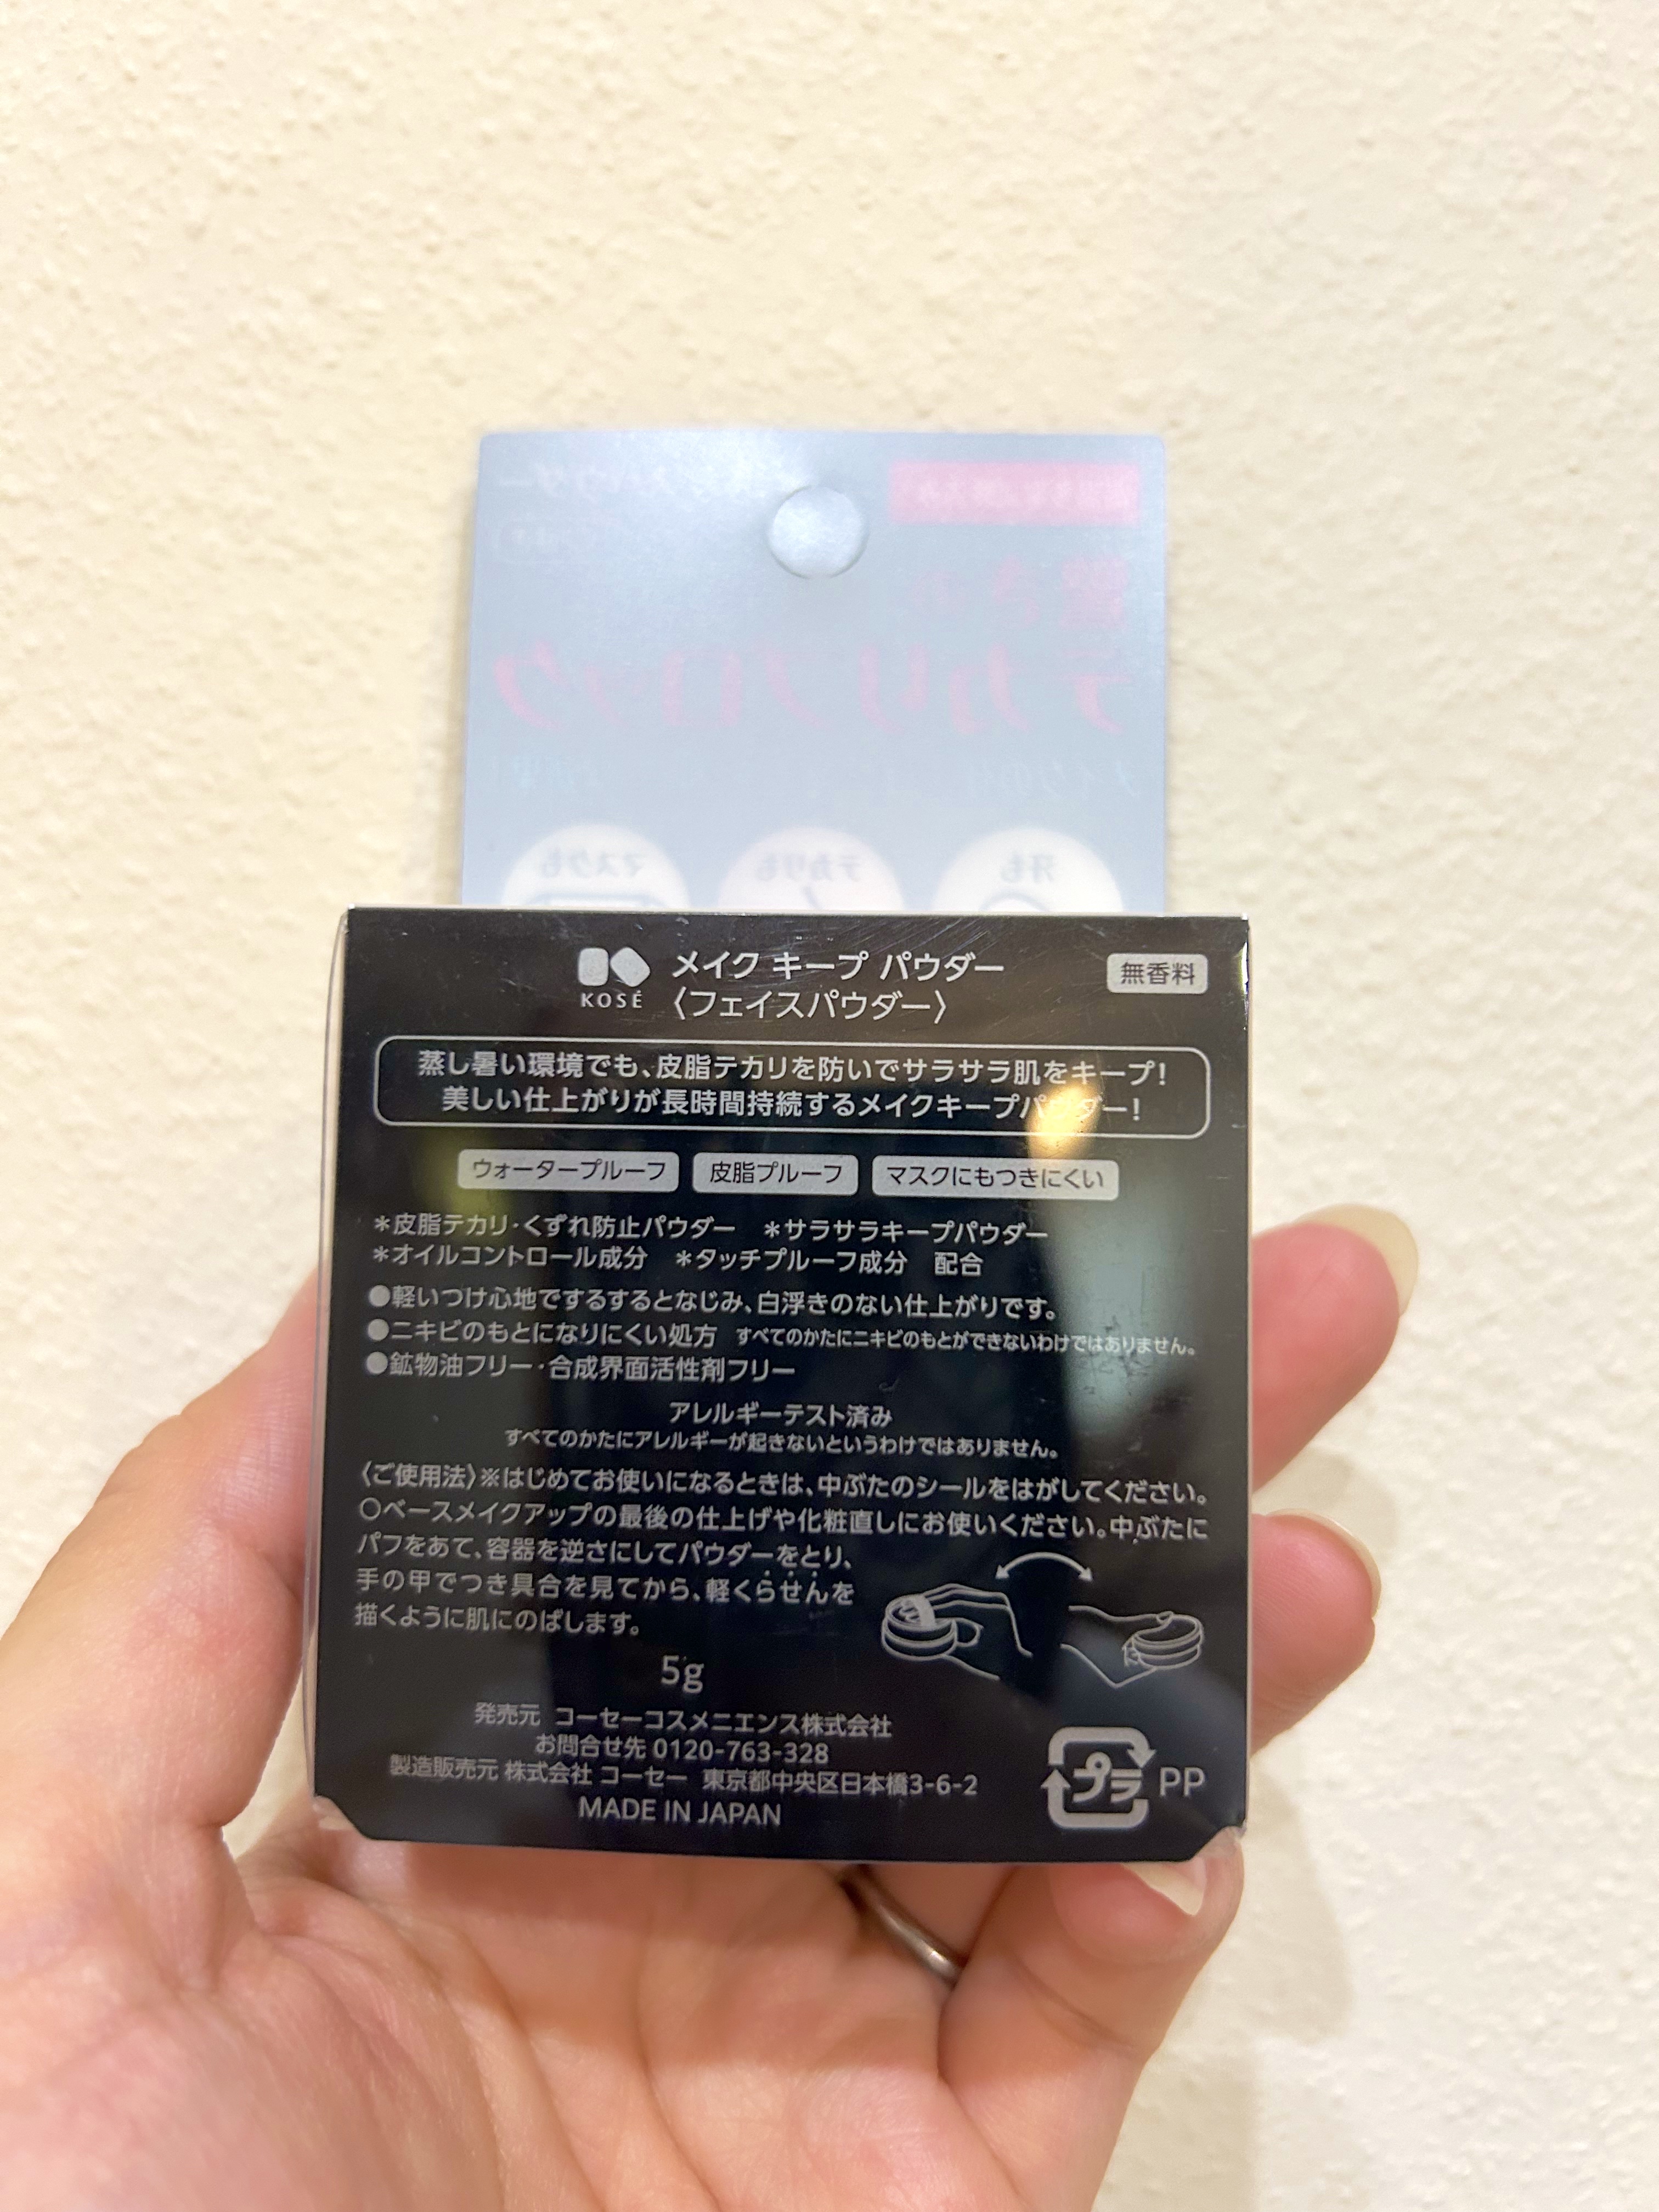 驚きの
テカリブロック
マスクも テカリも 汗も
KOSÉ
メイク キープ パウダー
〈フェイスパウダー〉
無香料
蒸し暑い環境でも、皮脂テカリを防いでサラサラ肌をキープ!
美しい仕上がりが長時間持続するメイクキープパウダー!
ウォータープルーフ 皮脂プルーフ マスクにもつきにくい
*皮脂テカリ・くずれ防止パウダー *サラサラキープパウダー
*オイルコントロール成分 *タッチプルーフ成分 配合
●軽いつけ心地でするするとなじみ、白浮きのない仕上がりです。
●ニキビのもとになりにくい処方 すべてのかたにニキビのもとができないわけではありません。
●鉱物油フリー・合成界面活性剤フリー
アレルギーテスト済み
すべてのかたにアレルギーが起きないというわけではありません。
〈ご使用法〉※はじめてお使いになるときは、中ぶたのシールをはがしてください。
○ベースメイクアップの最後の仕上げや化粧直しにお使いください。中ぶたに
パフをあて、容器を逆さにしてパウダーをとり、
手の甲でつき具合を見てから、軽くらせんを
描くように肌にのばします。
5g
発売元 コーセーコスメニエンス株式会社
お問合せ先 0120-763-328
製造販売元 株式会社 コーセー 東京都中央区日本橋3-6-2
MADE IN JAPAN
プラ PP